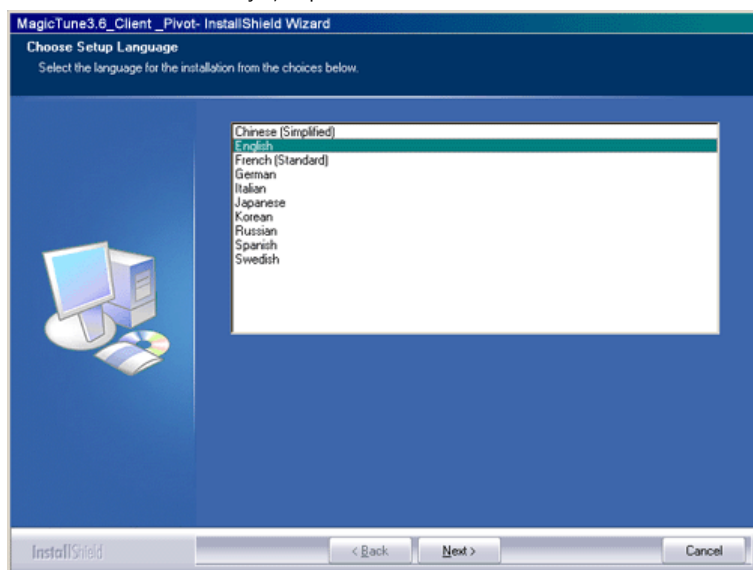 MagicTune3.6_Client _Pivot- InstallShield Wizard
Choose Setup Language
Select the language for the installation from the choices below.
Chinese (Simplified)
English
French (Standard)
German
Italian
Japanese
Korean
Russian
Spanish
Swedish
InstallShield
< Back
Next >
Cancel